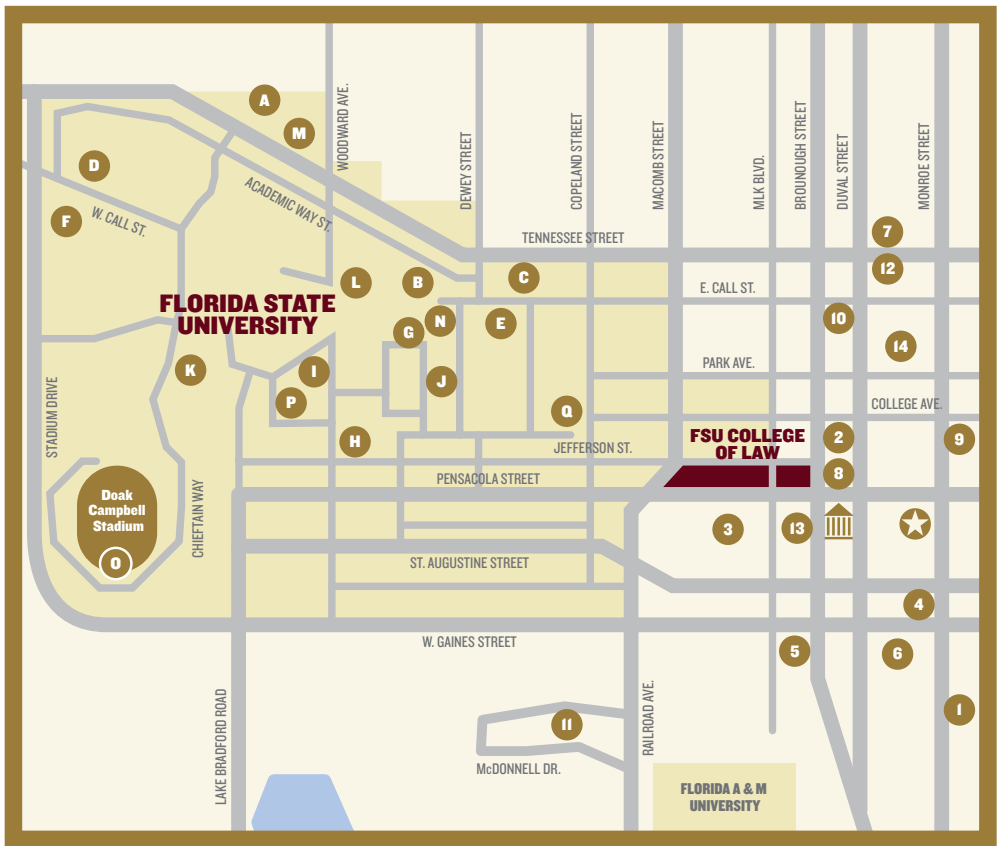 A
M
WOODWARD AVE.
DEWEY STREET
COPELAND STREET
MACOMB STREET
MLK BLVD.
BROUNOUGH STREET
DUVAL STREET
MONROE STREET
D
ACADEMIC WAY ST.
F
W. CALL ST.
TENNESSEE STREET
7
12
L
B
C
E. CALL ST.
FLORIDA STATE
UNIVERSITY
G
N
E
10
14
K
I
P
J
PARK AVE.
COLLEGE AVE.
Q
H
STADIUM DRIVE
JEFFERSON ST.
FSU COLLEGE
OF LAW
2
9
8
PENSACOLA STREET
Doak
Campbell
Stadium
O
CHIEFTAIN WAY
3
13
ST. AUGUSTINE STREET
4
W. GAINES STREET
5
6
1
LAKE BRADFORD ROAD
11
RAILROAD AVE.
McDONNELL DR.
FLORIDA A & M
UNIVERSITY